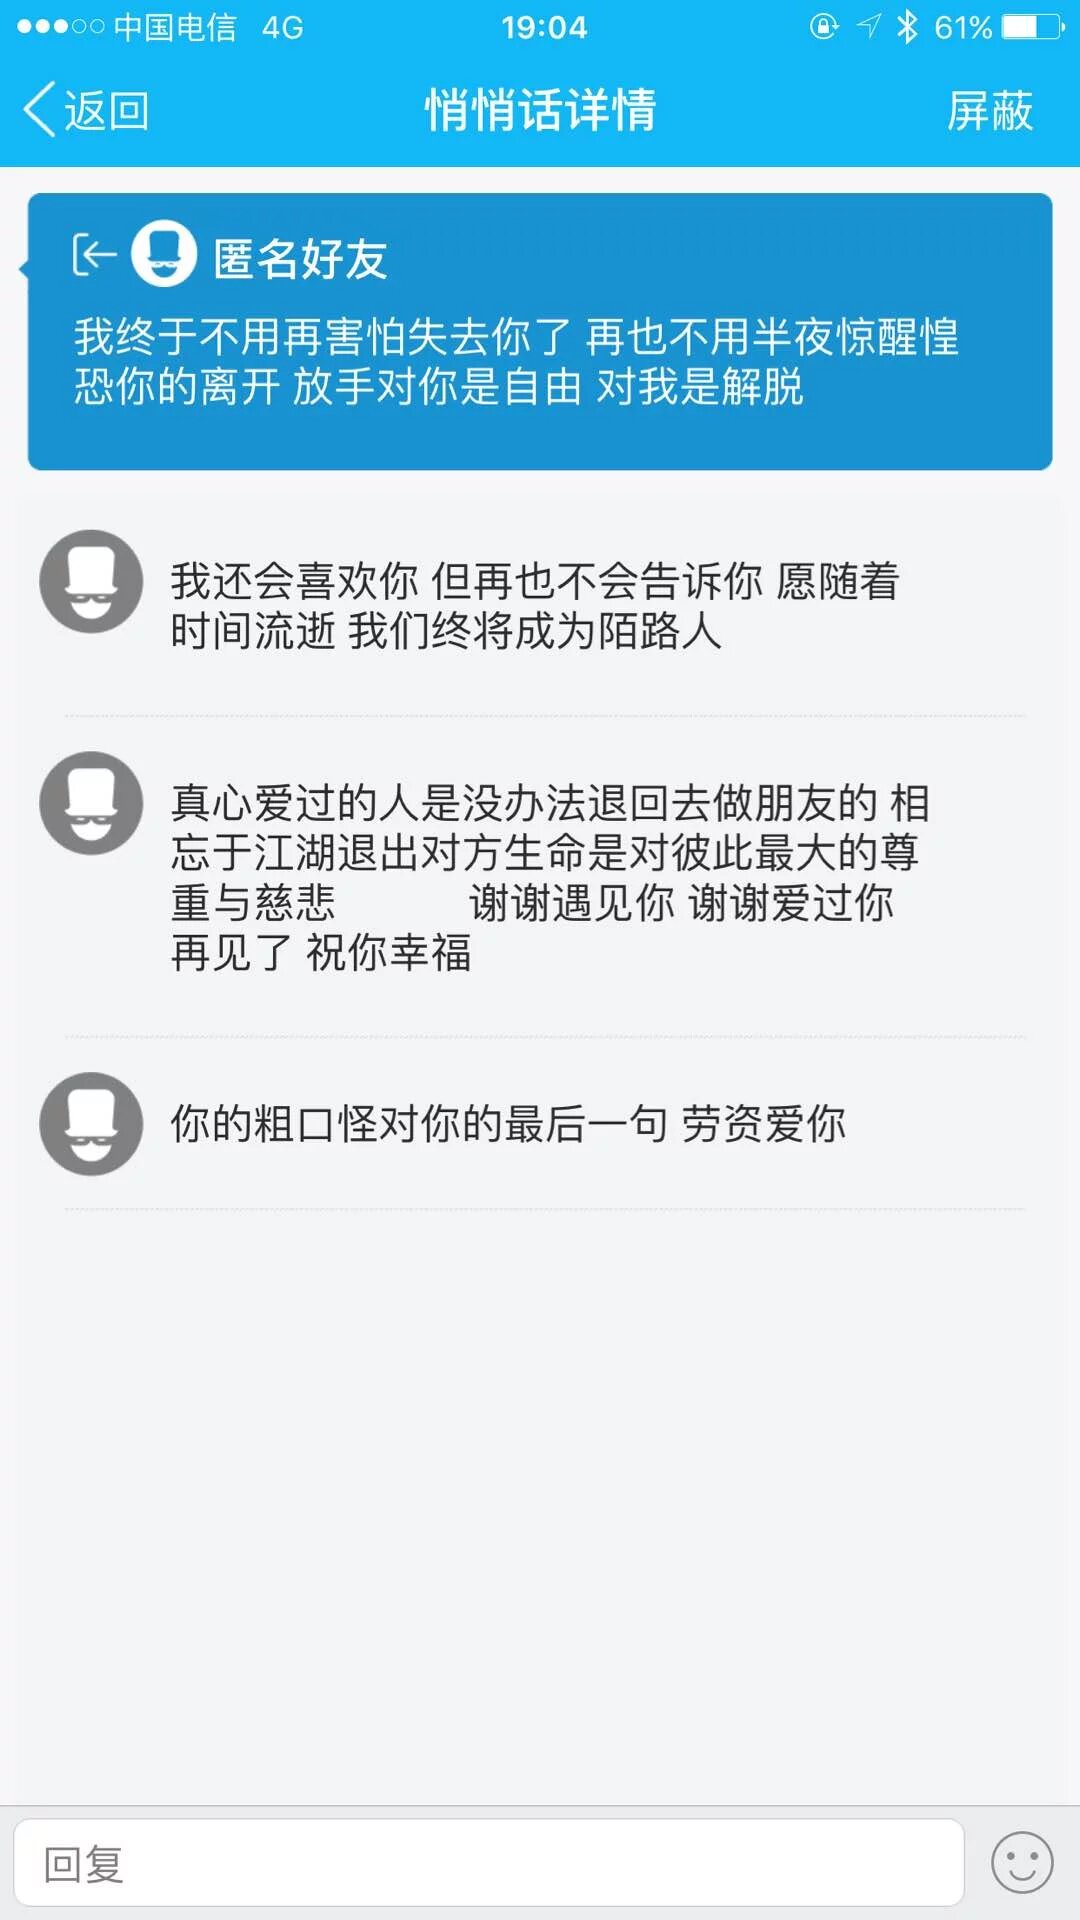 中国电信 4G 19:04 61%
返回 悄悄话详情 屏蔽
匿名好友
我终于不用再害怕失去你了 再也不用半夜惊醒惶
恐你的离开 放手对你是自由 对我是解脱
我还会喜欢你 但再也不会告诉你 愿随着
时间流逝 我们终将成为陌路人
真心爱过的人是没办法退回去做朋友的 相
忘于江湖退出对方生命是对彼此最大的尊
重与慈悲 谢谢遇见你 谢谢爱过你
再见了 祝你幸福
你的粗口怪对你的最后一句 劳资爱你
回复